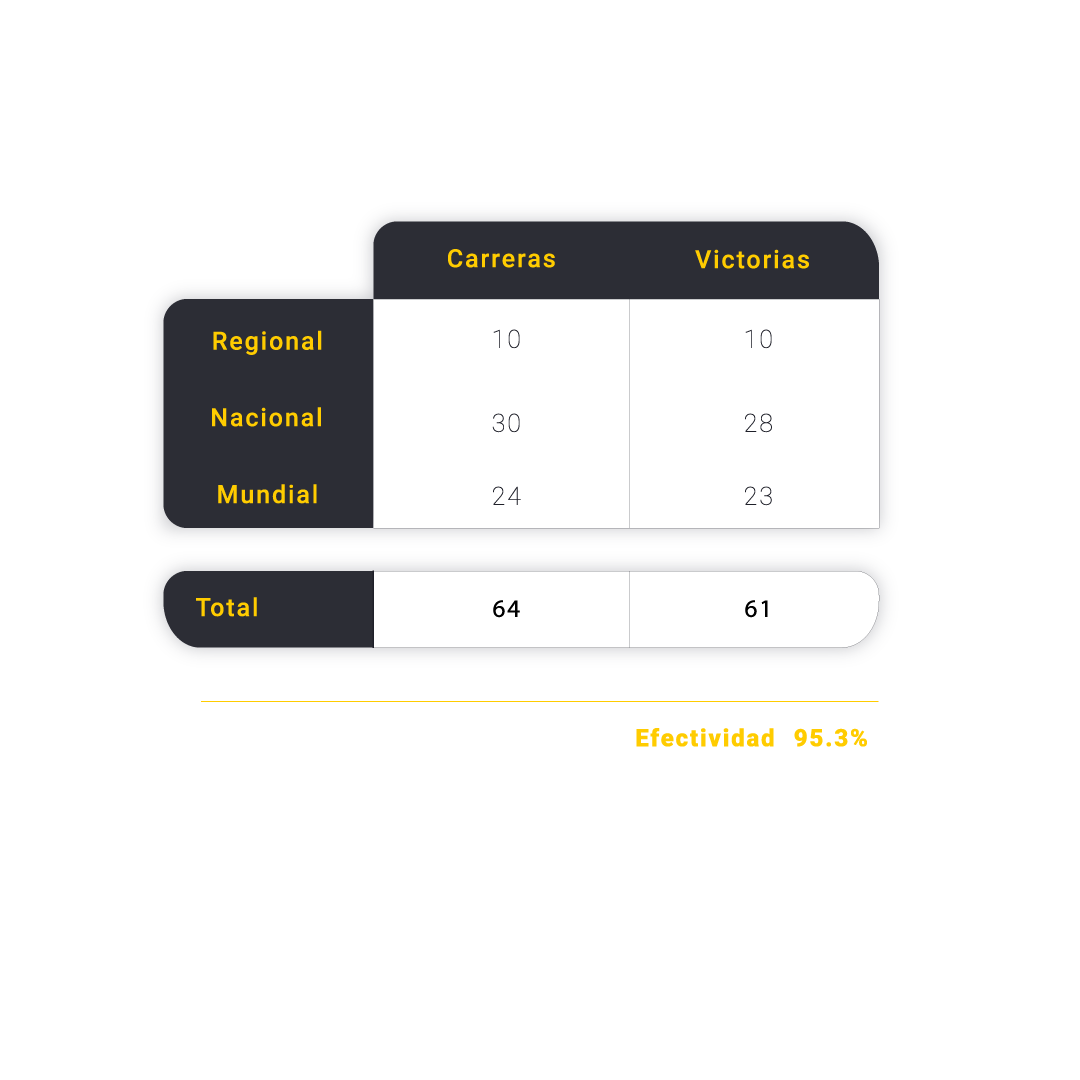 Carreras Victorias
Regional 10 10
Nacional 30 28
Mundial 24 23
Total 64 61
Efectividad 95.3%